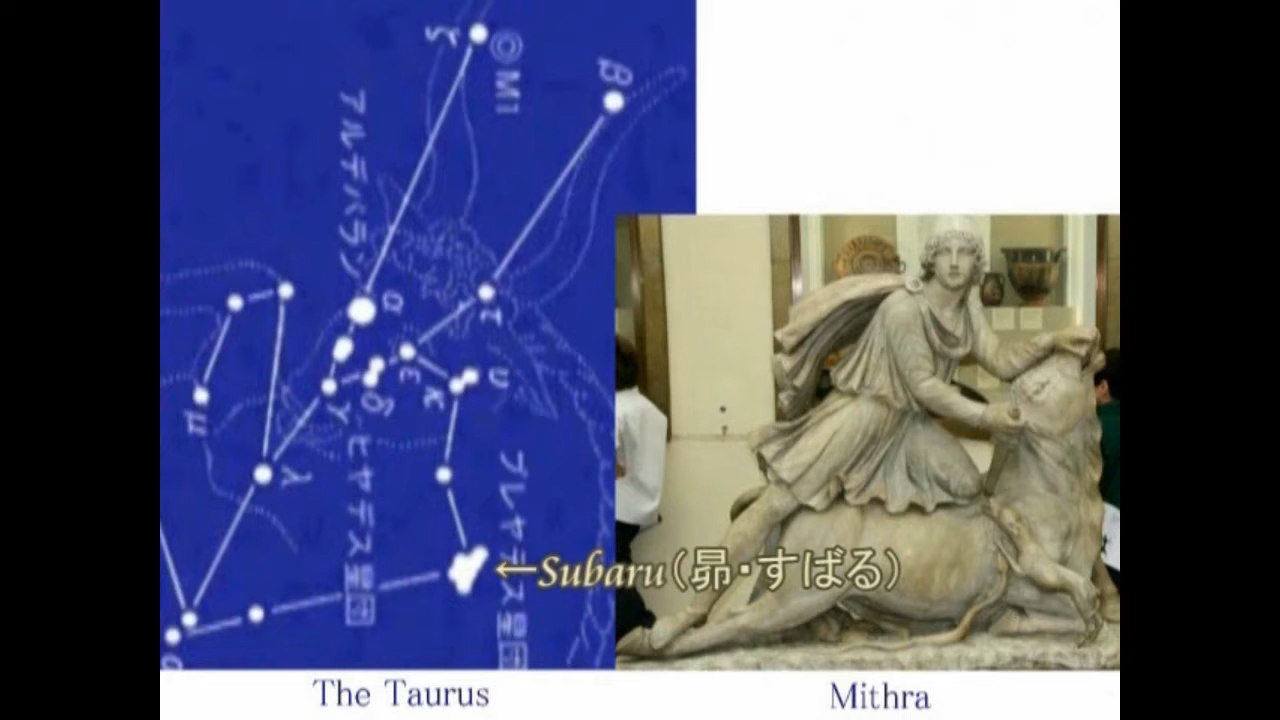 ζ
M1
β
アルデバラン
α
τ
ε
υ
κ
δ
γ
μ
λ
ヒヤデス星団
プレヤデス星団
←Subaru(昴・すばる)
The Taurus
Mithra